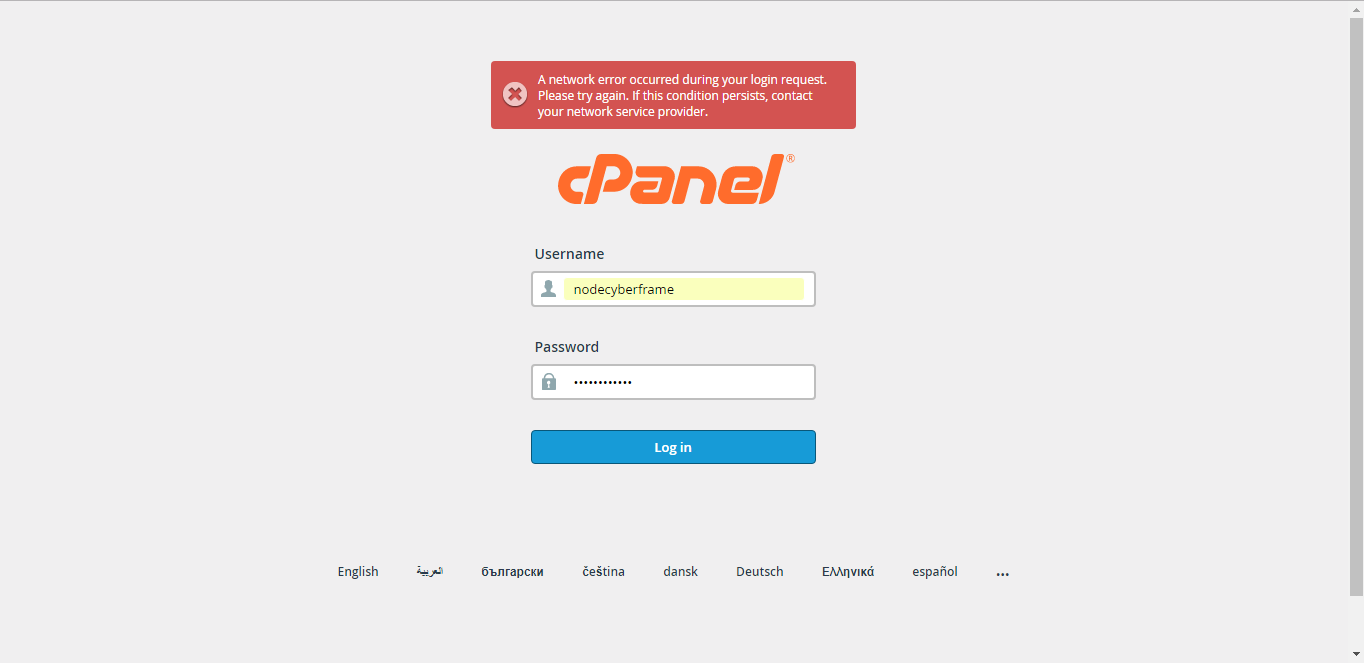 A network error occurred during your login request.
Please try again. If this condition persists, contact
your network service provider.
cPanel®
Username
nodecyberframe
Password
••••••••••••
Log in
English العربية български čeština dansk Deutsch Ελληνικά español ...